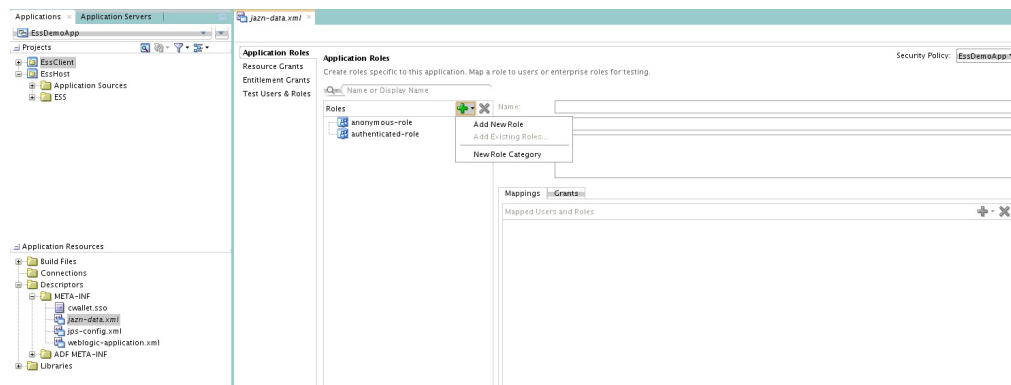 Applications
Application Servers
jazn-data.xml
EssDemoApp
Projects
EssClient
EssHost
Application Sources
ESS
Application Resources
Build Files
Connections
Descriptors
META-INF
cwallet.sso
jazn-data.xml
jps-config.xml
weblogic-application.xml
ADF META-INF
Libraries
Application Roles
Resource Grants
Entitlement Grants
Test Users & Roles
Application Roles
Security Policy: EssDemoApp
Create roles specific to this application. Map a role to users or enterprise roles for testing.
Name or Display Name
Roles
Name:
anonymous-role
authenticated-role
Add New Role
Add Existing Roles...
New Role Category
Mappings
Grants
Mapped Users and Roles